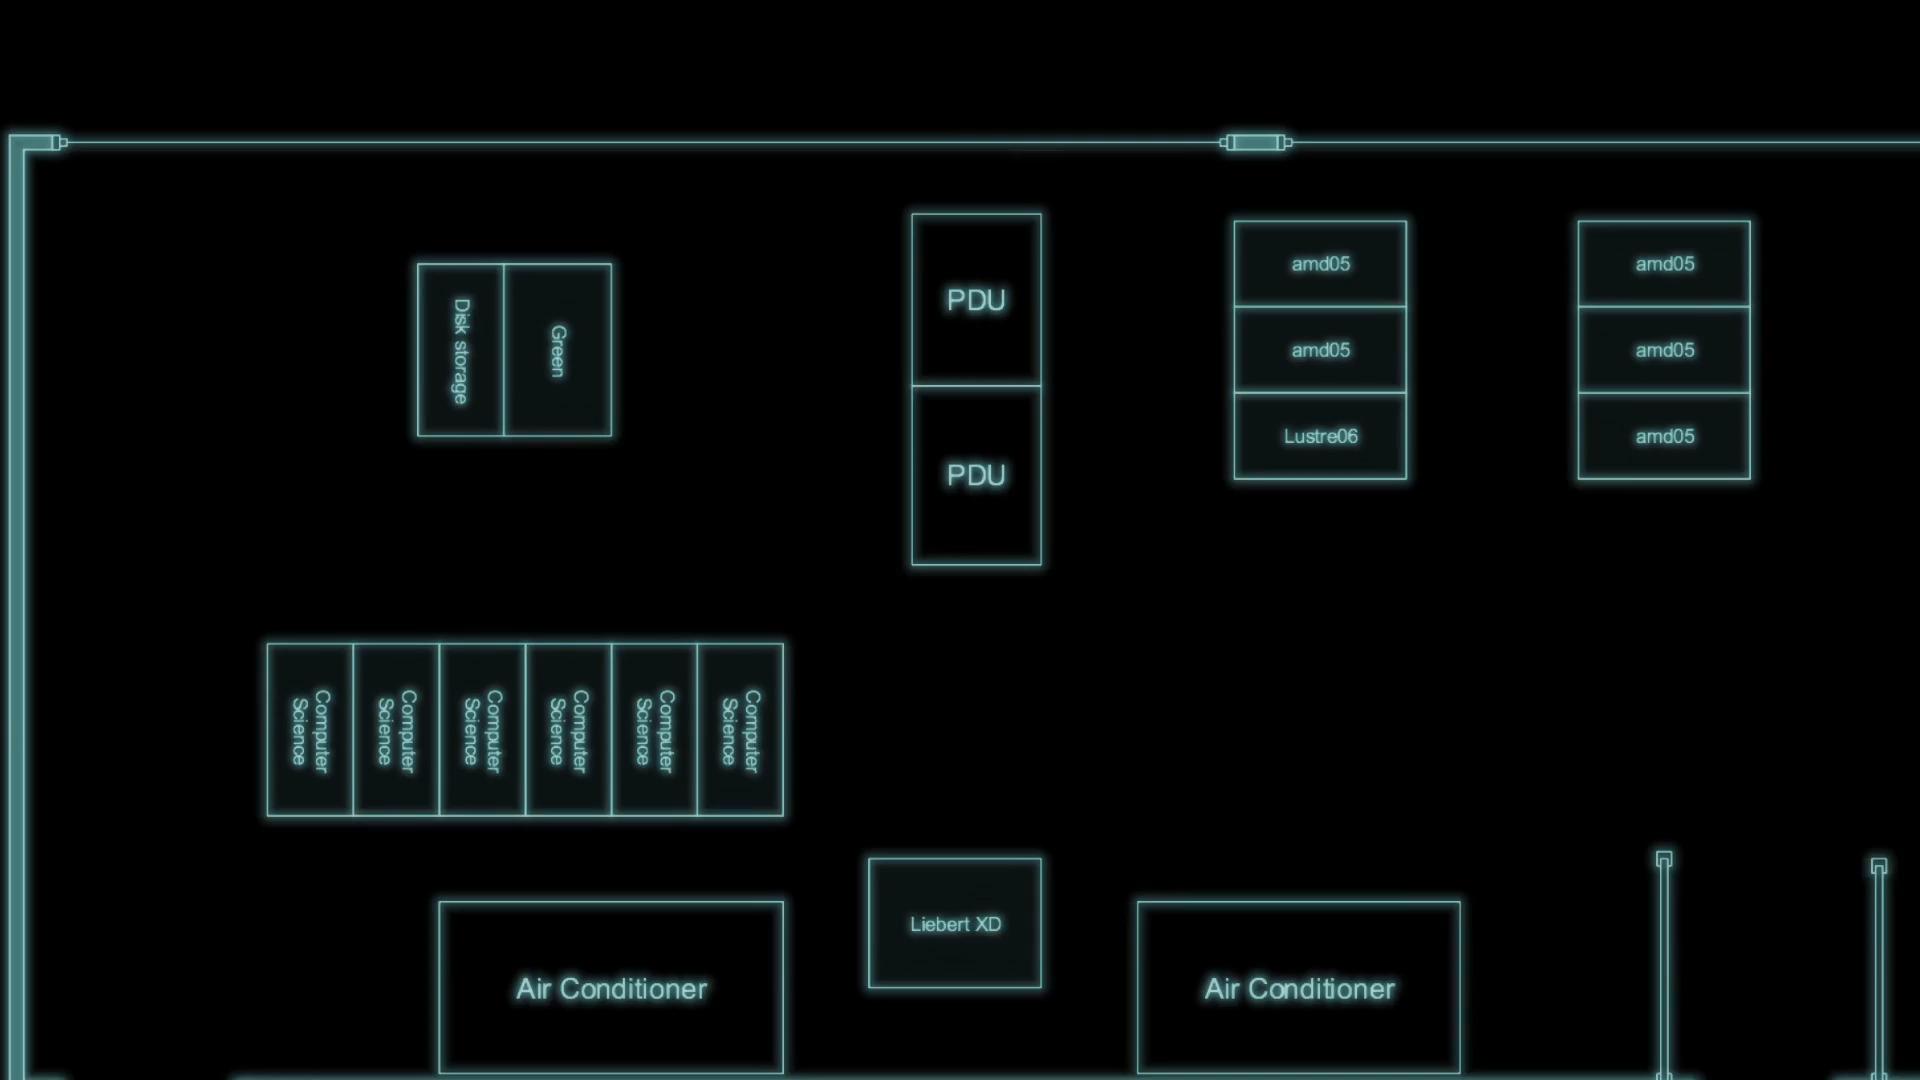 Disk storage
Green
PDU
PDU
amd05
amd05
Lustre06
amd05
amd05
amd05
Computer
Science
Computer
Science
Computer
Science
Computer
Science
Computer
Science
Computer
Science
Liebert XD
Air Conditioner
Air Conditioner